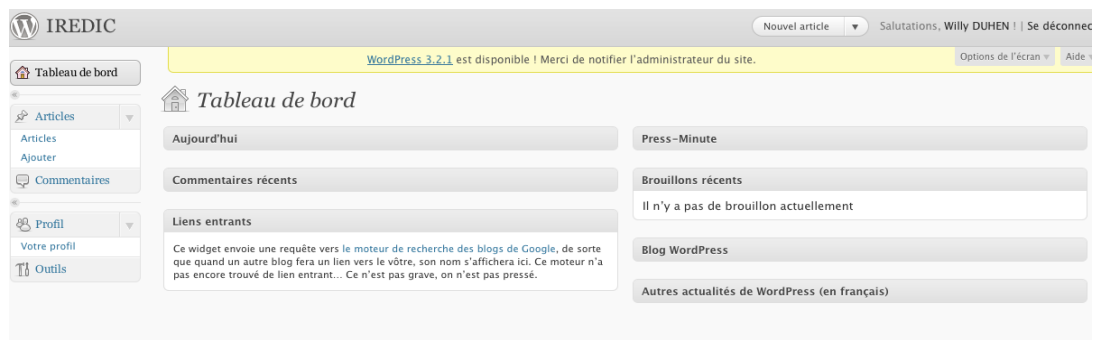 IREDIC
Nouvel article
Salutations, Willy DUHEN ! | Se déconnec
WordPress 3.2.1 est disponible ! Merci de notifier l'administrateur du site.
Options de l'écran
Aide
Tableau de bord
Articles
Articles
Ajouter
Commentaires
Profil
Votre profil
Outils
Tableau de bord
Aujourd'hui
Commentaires récents
Liens entrants
Ce widget envoie une requête vers le moteur de recherche des blogs de Google, de sorte
que quand un autre blog fera un lien vers le vôtre, son nom s'affichera ici. Ce moteur n'a
pas encore trouvé de lien entrant… Ce n'est pas grave, on n'est pas pressé.
Press-Minute
Brouillons récents
Il n'y a pas de brouillon actuellement
Blog WordPress
Autres actualités de WordPress (en français)